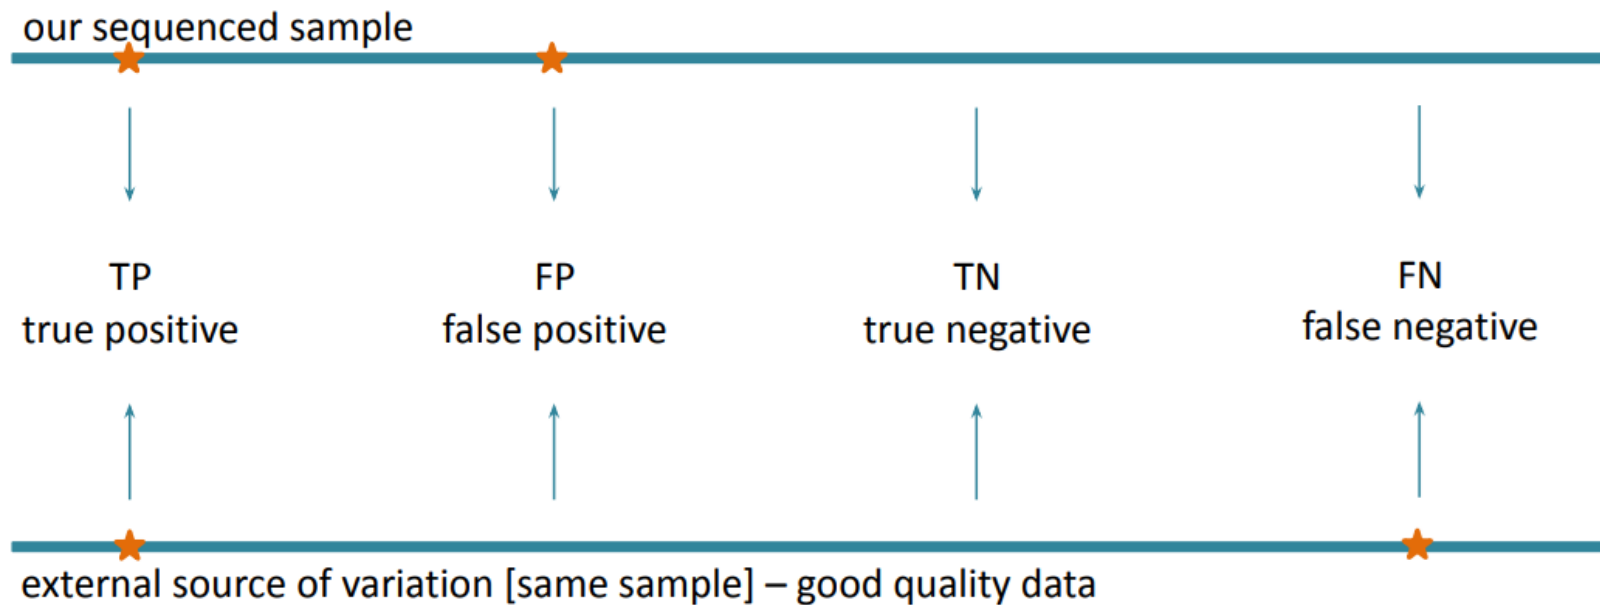 our sequenced sample
TP
true positive
FP
false positive
TN
true negative
FN
false negative
external source of variation [same sample] – good quality data